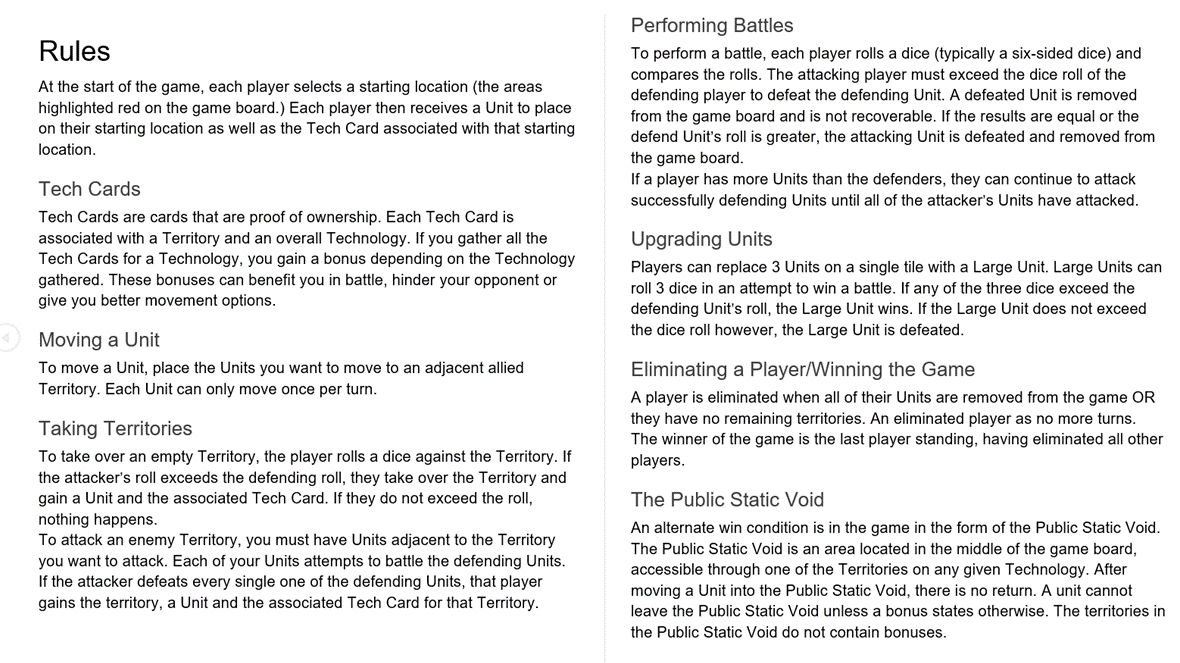 Rules
At the start of the game, each player selects a starting location (the areas
highlighted red on the game board.) Each player then receives a Unit to place
on their starting location as well as the Tech Card associated with that starting
location.
Tech Cards
Tech Cards are cards that are proof of ownership. Each Tech Card is
associated with a Territory and an overall Technology. If you gather all the
Tech Cards for a Technology, you gain a bonus depending on the Technology
gathered. These bonuses can benefit you in battle, hinder your opponent or
give you better movement options.
Moving a Unit
To move a Unit, place the Units you want to move to an adjacent allied
Territory. Each Unit can only move once per turn.
Taking Territories
To take over an empty Territory, the player rolls a dice against the Territory. If
the attacker's roll exceeds the defending roll, they take over the Territory and
gain a Unit and the associated Tech Card. If they do not exceed the roll,
nothing happens.
To attack an enemy Territory, you must have Units adjacent to the Territory
you want to attack. Each of your Units attempts to battle the defending Units.
If the attacker defeats every single one of the defending Units, that player
gains the territory, a Unit and the associated Tech Card for that Territory.
Performing Battles
To perform a battle, each player rolls a dice (typically a six-sided dice) and
compares the rolls. The attacking player must exceed the dice roll of the
defending player to defeat the defending Unit. A defeated Unit is removed
from the game board and is not recoverable. If the results are equal or the
defend Unit's roll is greater, the attacking Unit is defeated and removed from
the game board.
If a player has more Units than the defenders, they can continue to attack
successfully defending Units until all of the attacker's Units have attacked.
Upgrading Units
Players can replace 3 Units on a single tile with a Large Unit. Large Units can
roll 3 dice in an attempt to win a battle. If any of the three dice exceed the
defending Unit's roll, the Large Unit wins. If the Large Unit does not exceed
the dice roll however, the Large Unit is defeated.
Eliminating a Player/Winning the Game
A player is eliminated when all of their Units are removed from the game OR
they have no remaining territories. An eliminated player as no more turns.
The winner of the game is the last player standing, having eliminated all other
players.
The Public Static Void
An alternate win condition is in the game in the form of the Public Static Void.
The Public Static Void is an area located in the middle of the game board,
accessible through one of the Territories on any given Technology. After
moving a Unit into the Public Static Void, there is no return. A unit cannot
leave the Public Static Void unless a bonus states otherwise. The territories in
the Public Static Void do not contain bonuses.